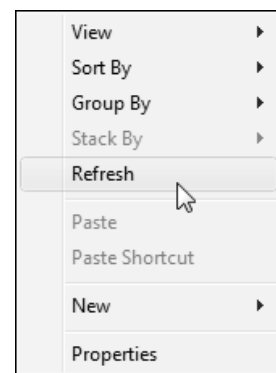 View
Sort By
Group By
Stack By
Refresh
Paste
Paste Shortcut
New
Properties